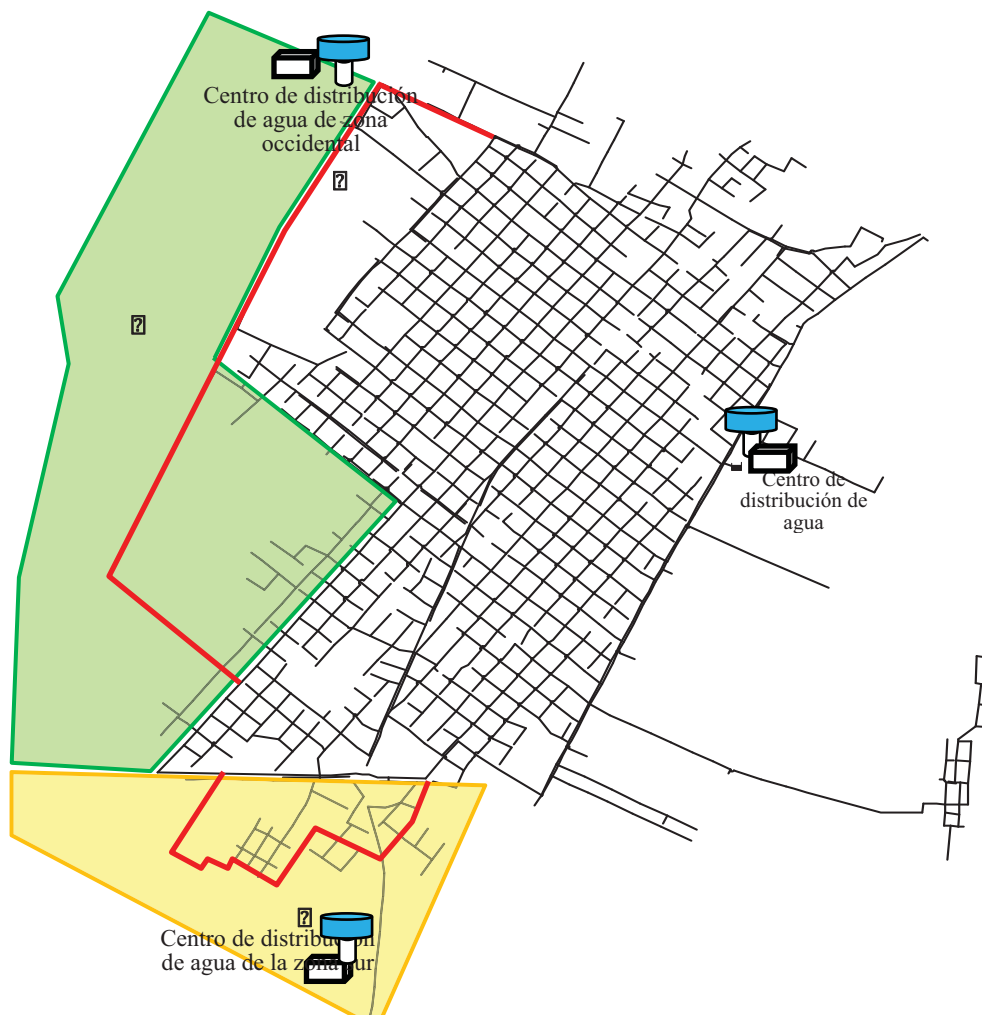 Centro de distribución
de agua de zona
occidental
Centro de
distribución de
agua
Centro de distribución
de agua de la zona sur